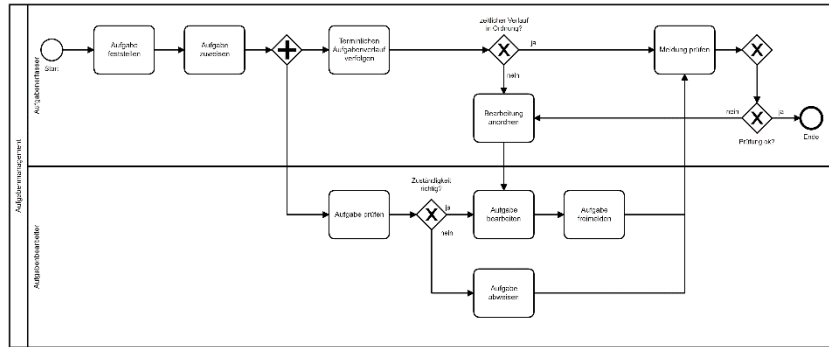 Aufgabenmanagement
Aufgabenerfasser
Start
Aufgabe
feststellen
Aufgabe
zuweisen
Terminlichen
Aufgabenverlauf
verfolgen
zeitlicher Verlauf
in Ordnung?
ja
nein
Bearbeitung
anordnen
Meldung prüfen
nein
ja
Prüfung ok?
Ende
Aufgabenbearbeiter
Aufgabe prüfen
Zuständigkeit
richtig?
ja
nein
Aufgabe
bearbeiten
Aufgabe
freimelden
Aufgabe
abweisen